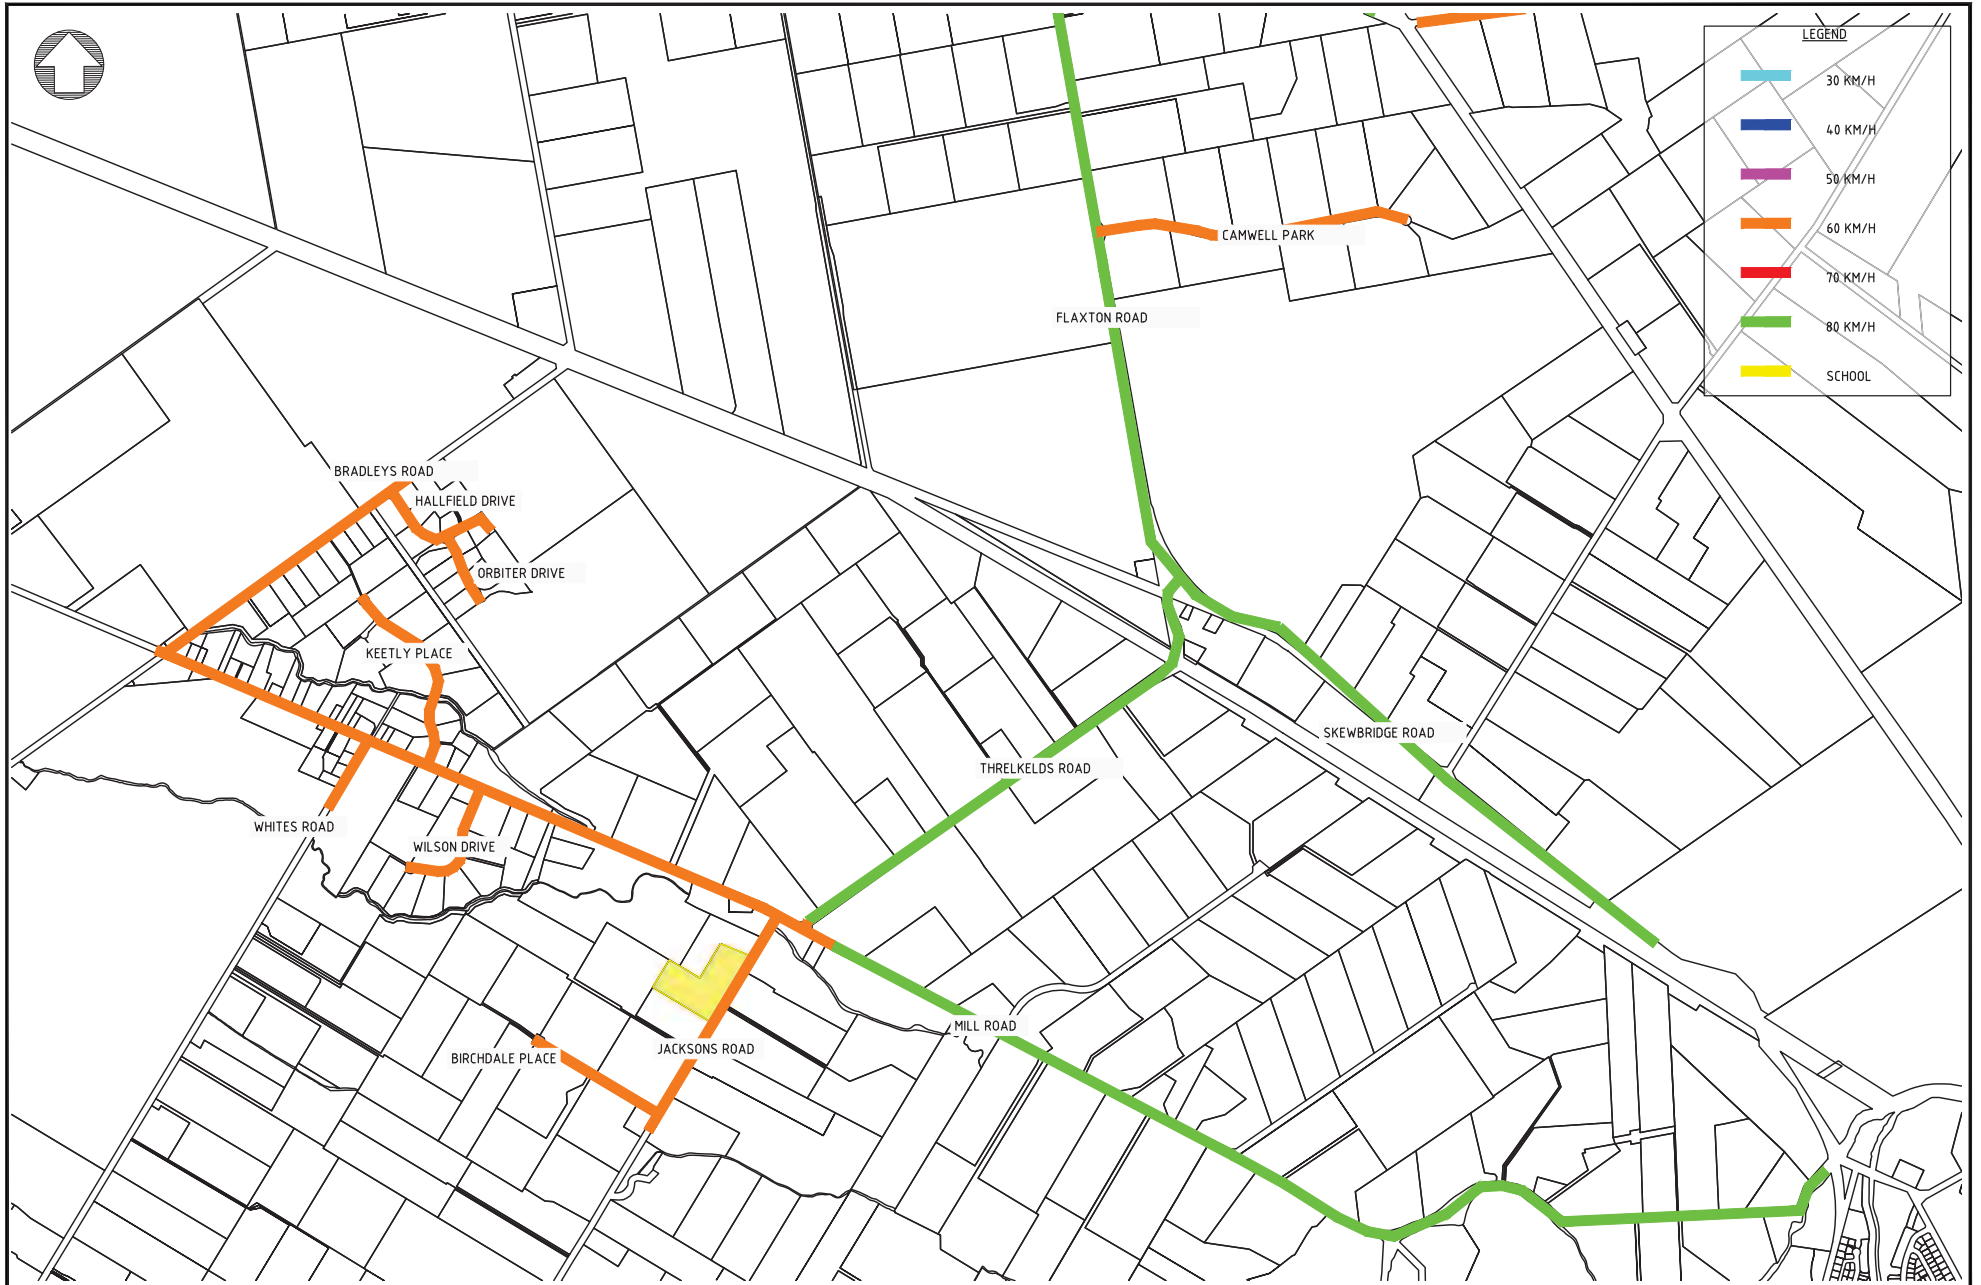 LEGEND
30 KM/H
40 KM/H
50 KM/H
60 KM/H
70 KM/H
80 KM/H
SCHOOL
CAMWELL PARK
FLAXTON ROAD
BRADLEYS ROAD
HALLFIELD DRIVE
ORBITER DRIVE
KEETLY PLACE
SKEWBRIDGE ROAD
THRELKELDS ROAD
WHITES ROAD
WILSON DRIVE
MILL ROAD
JACKSONS ROAD
BIRCHDALE PLACE